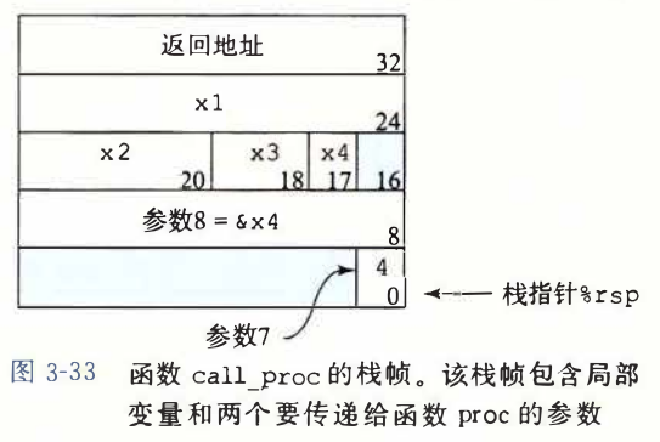 返回地址
32
x1
24
x2 x3 x4
20 18 17 16
参数8 = &x4
8
4
0 栈指针%rsp
参数7
图 3-33 函数 call_proc 的栈帧。该栈帧包含局部
变量和两个要传递给函数 proc 的参数